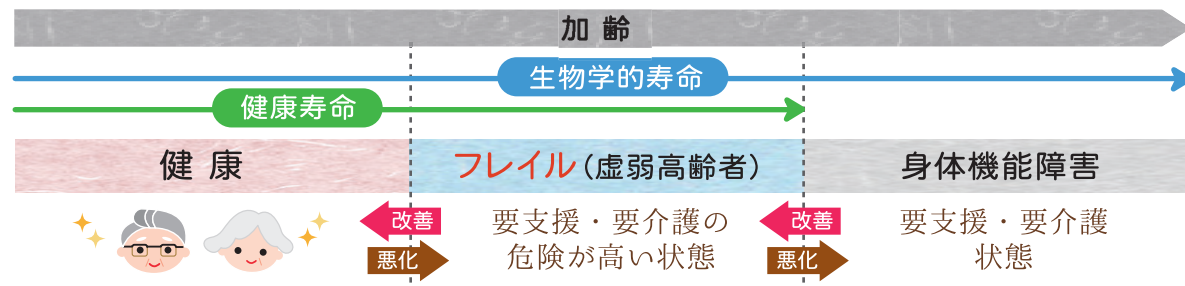 加齢
生物学的寿命
健康寿命
健康
フレイル（虚弱高齢者）
身体機能障害
改善
悪化
要支援・要介護の
危険が高い状態
改善
悪化
要支援・要介護
状態